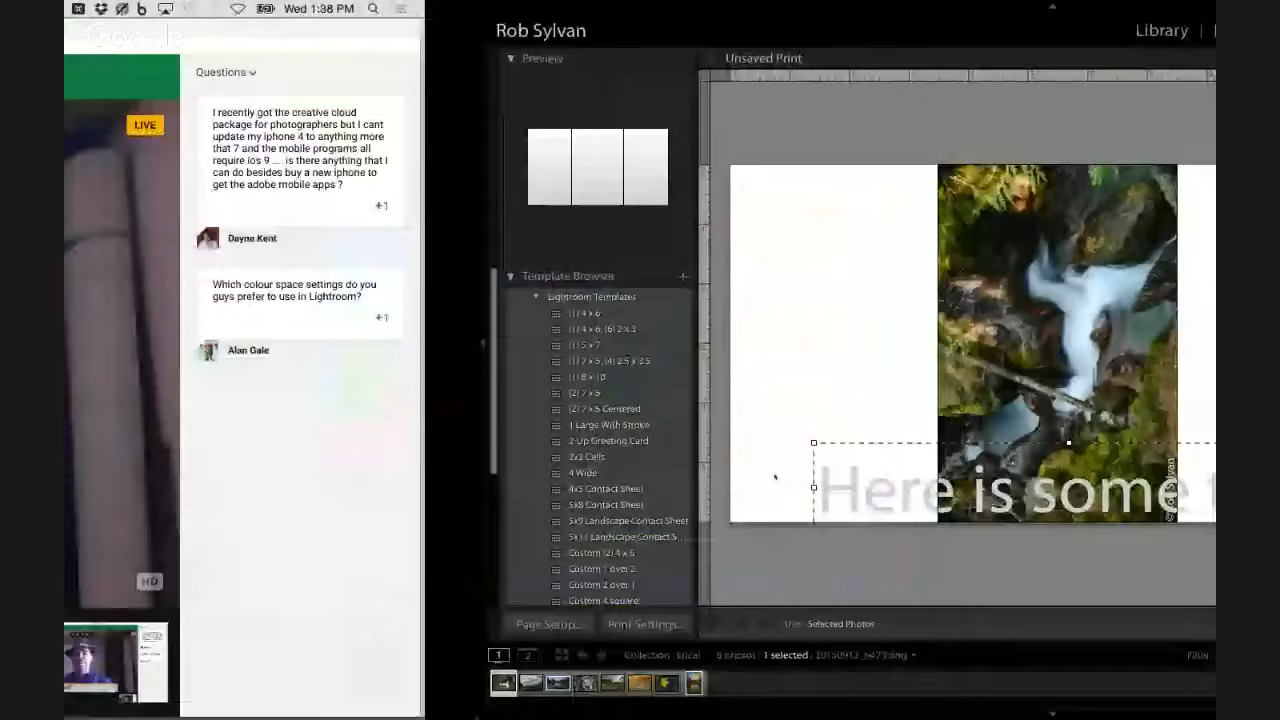 Wed 1:38 PM
Google
Questions
LIVE
I recently got the creative cloud
package for photographers but I cant
update my iphone 4 to anything more
that 7 and the mobile programs all
require ios 9 .... is there anything that I
can do besides buy a new iphone to
get the adobe mobile apps ?
+1
Dayne Kent
Which colour space settings do you
guys prefer to use in Lightroom?
+1
Alan Gale
HD
Rob Sylvan
Library
Preview
Unsaved Print
Template Browser
Lightroom Templates
(1) 4 x 6
(1) 4 x 6, (6) 2 x 3
(1) 5 x 7
(1) 7 x 5, (4) 2.5 x 3.5
(1) 8 x 10
(2) 7 x 5
(2) 7 x 5 Centered
1 Large With Stroke
2-Up Greeting Card
2x2 Cells
4 Wide
4x5 Contact Sheet
5x8 Contact Sheet
5x9 Landscape Contact Sheet
5x11 Landscape Contact S...
Custom (2) 4 x 6
Custom 1 over 2
Custom 2 over 1
Custom 4 square
Here is some
Page Setup...
Print Settings...
Use: Selected Photos
1
2
8 photos
1 selected